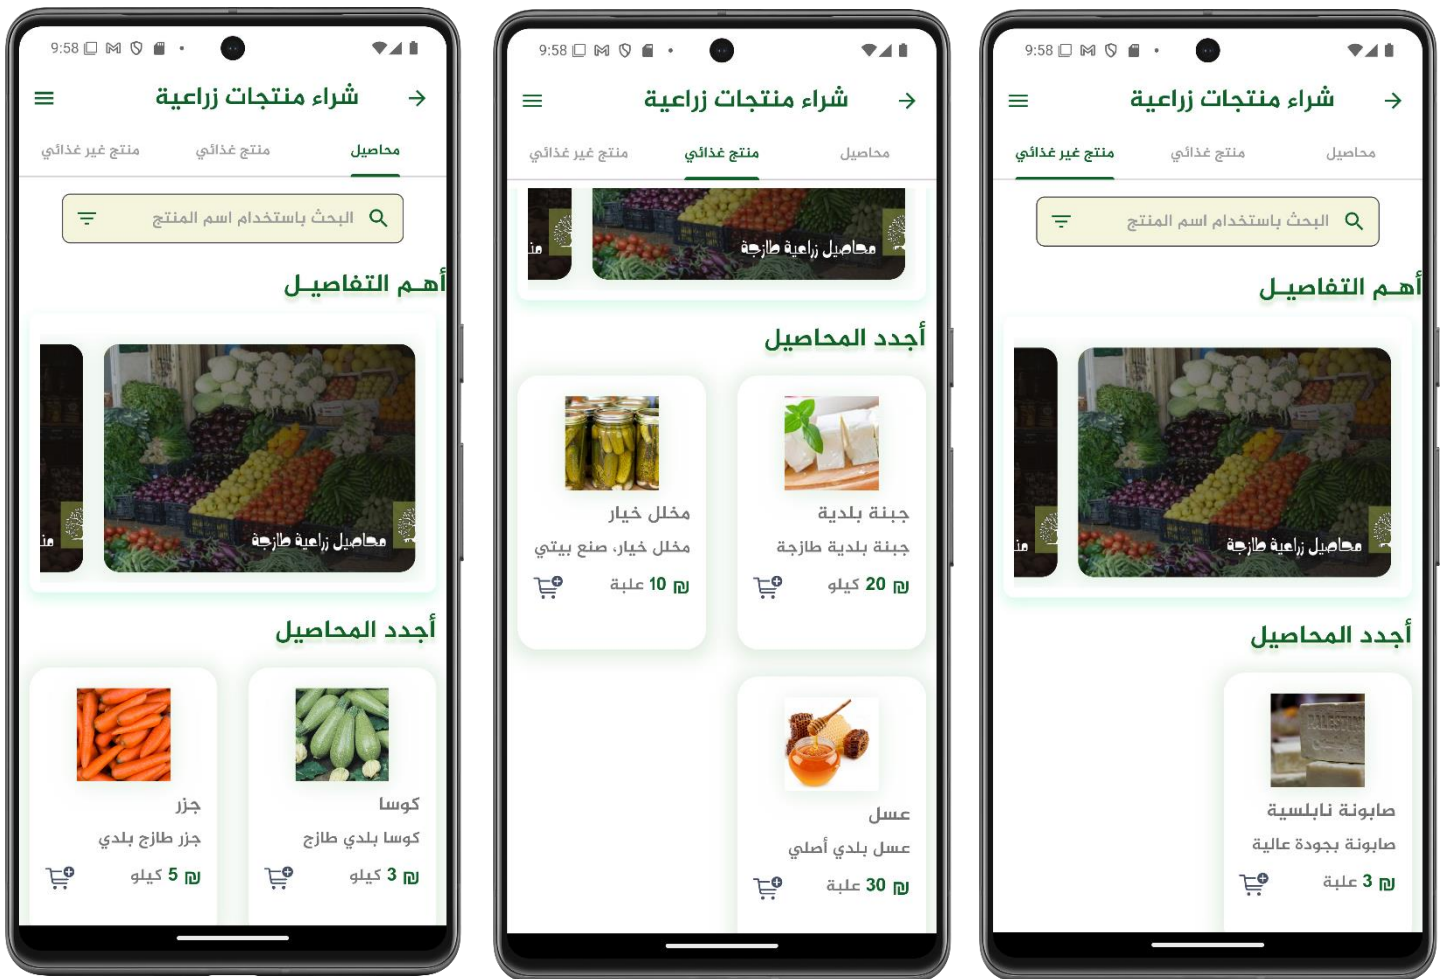 9:58
شراء منتجات زراعية
محاصيل
منتج غذائي
منتج غير غذائي
البحث باستخدام اسم المنتج
أهـم التفاصيـل
محاصيل زراعية طازجة
من
أجدد المحاصيل
كوسا
كوسا بلدي طازج
₪ 3 كيلو
جزر
جزر طازج بلدي
₪ 5 كيلو
9:58
شراء منتجات زراعية
محاصيل
منتج غذائي
منتج غير غذائي
محاصيل زراعية طازجة
من
أجدد المحاصيل
جبنة بلدية
جبنة بلدية طازجة
₪ 20 كيلو
مخلل خيار
مخلل خيار، صنع بيتي
₪ 10 علبة
عسل
عسل بلدي أصلي
₪ 30 علبة
9:58
شراء منتجات زراعية
محاصيل
منتج غذائي
منتج غير غذائي
البحث باستخدام اسم المنتج
أهـم التفاصيـل
محاصيل زراعية طازجة
من
أجدد المحاصيل
صابونة نابلسية
صابونة بجودة عالية
₪ 3 علبة